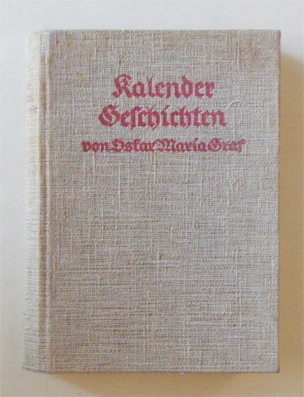 Kalender
Geschichten
von Oskar Maria Graf